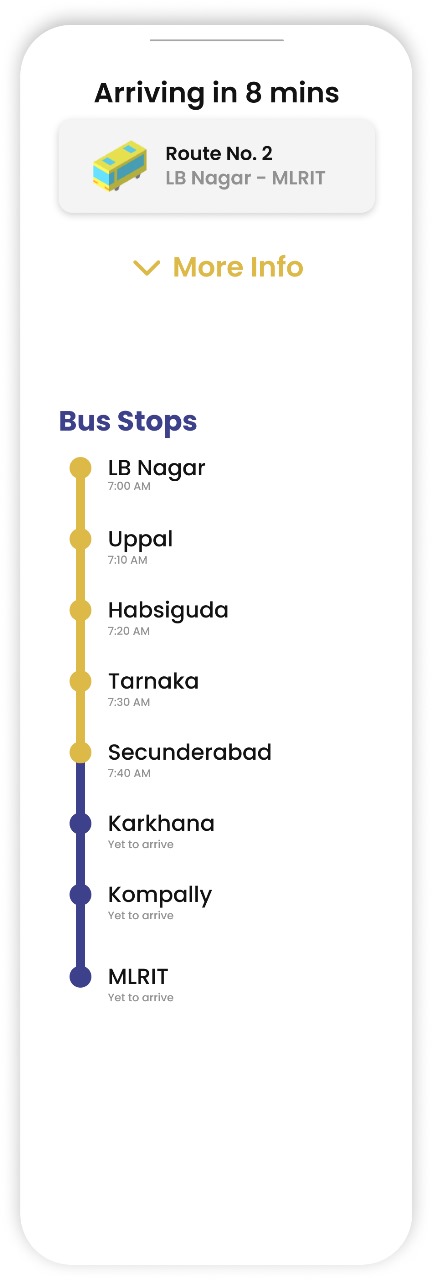 Arriving in 8 mins
Route No. 2
LB Nagar - MLRIT
More Info
Bus Stops
LB Nagar
7:00 AM
Uppal
7:10 AM
Habsiguda
7:20 AM
Tarnaka
7:30 AM
Secunderabad
7:40 AM
Karkhana
Yet to arrive
Kompally
Yet to arrive
MLRIT
Yet to arrive